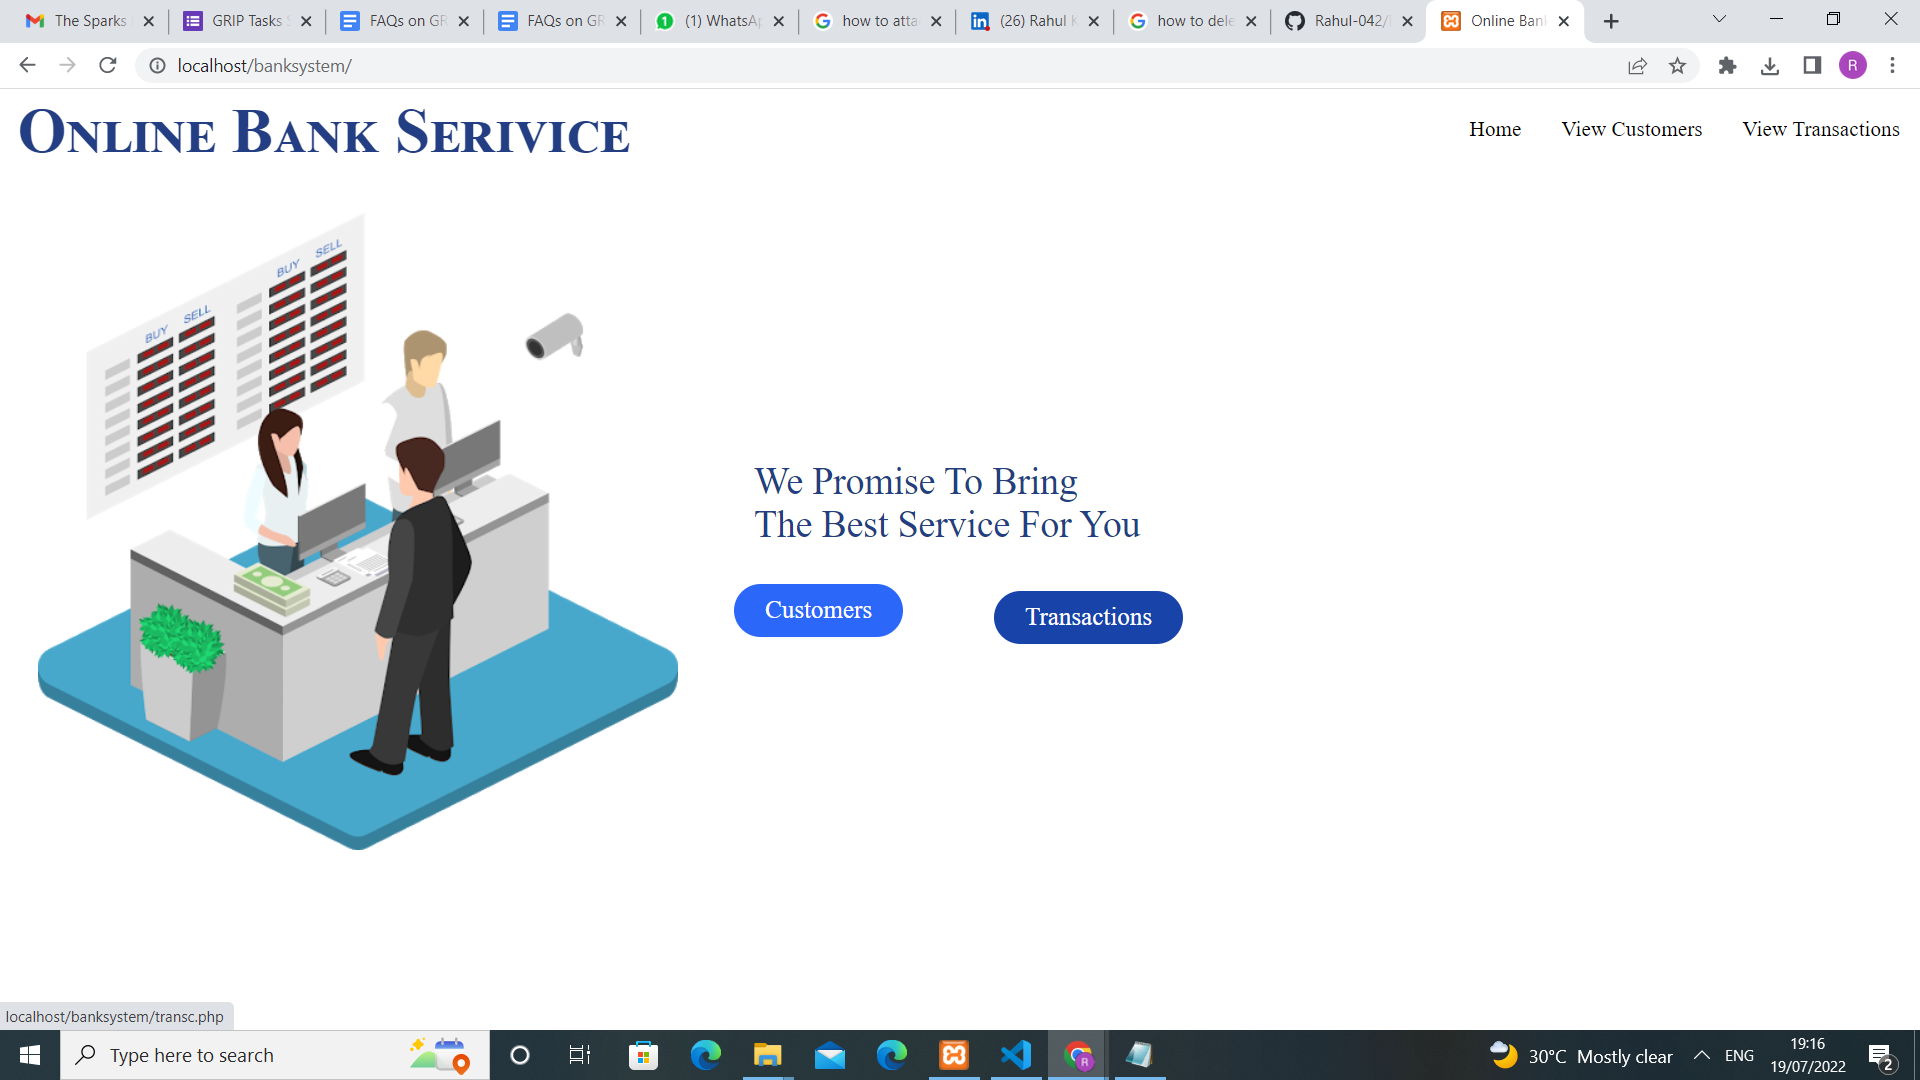 The Sparks
GRIP Tasks S
FAQs on GR
FAQs on GR
(1) WhatsAp
how to atta
(26) Rahul K
how to dele
Rahul-042/
Online Bank
localhost/banksystem/
R
ONLINE BANK SERIVICE
Home
View Customers
View Transactions
BUY SELL
BUY SELL
We Promise To Bring
The Best Service For You
Customers
Transactions
localhost/banksystem/transc.php
Type here to search
R
30°C Mostly clear
ENG
19:16
19/07/2022
2